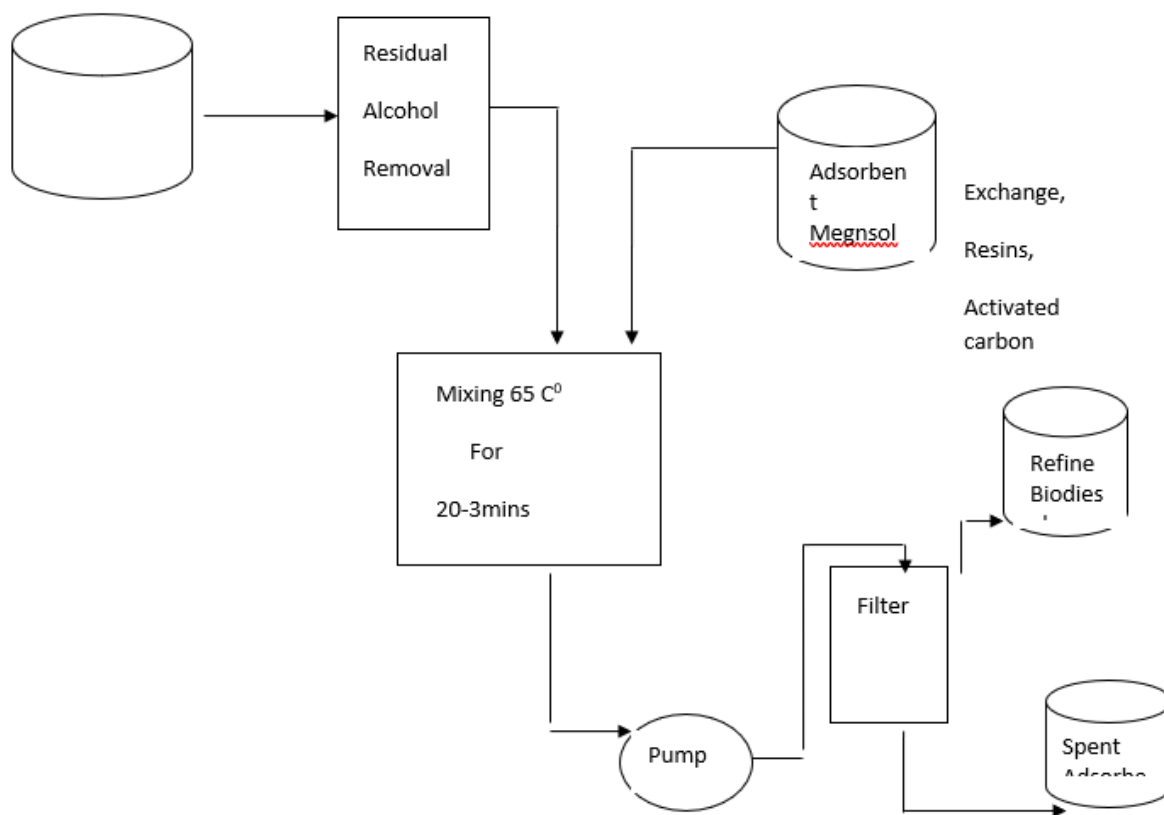 Residual
Alcohol
Removal
Adsorben
t
Megnsol
Exchange,
Resins,
Activated
carbon
Mixing 65 C⁰
For
20-3mins
Refine
Biodies
Filter
Pump
Spent
Adsorbe